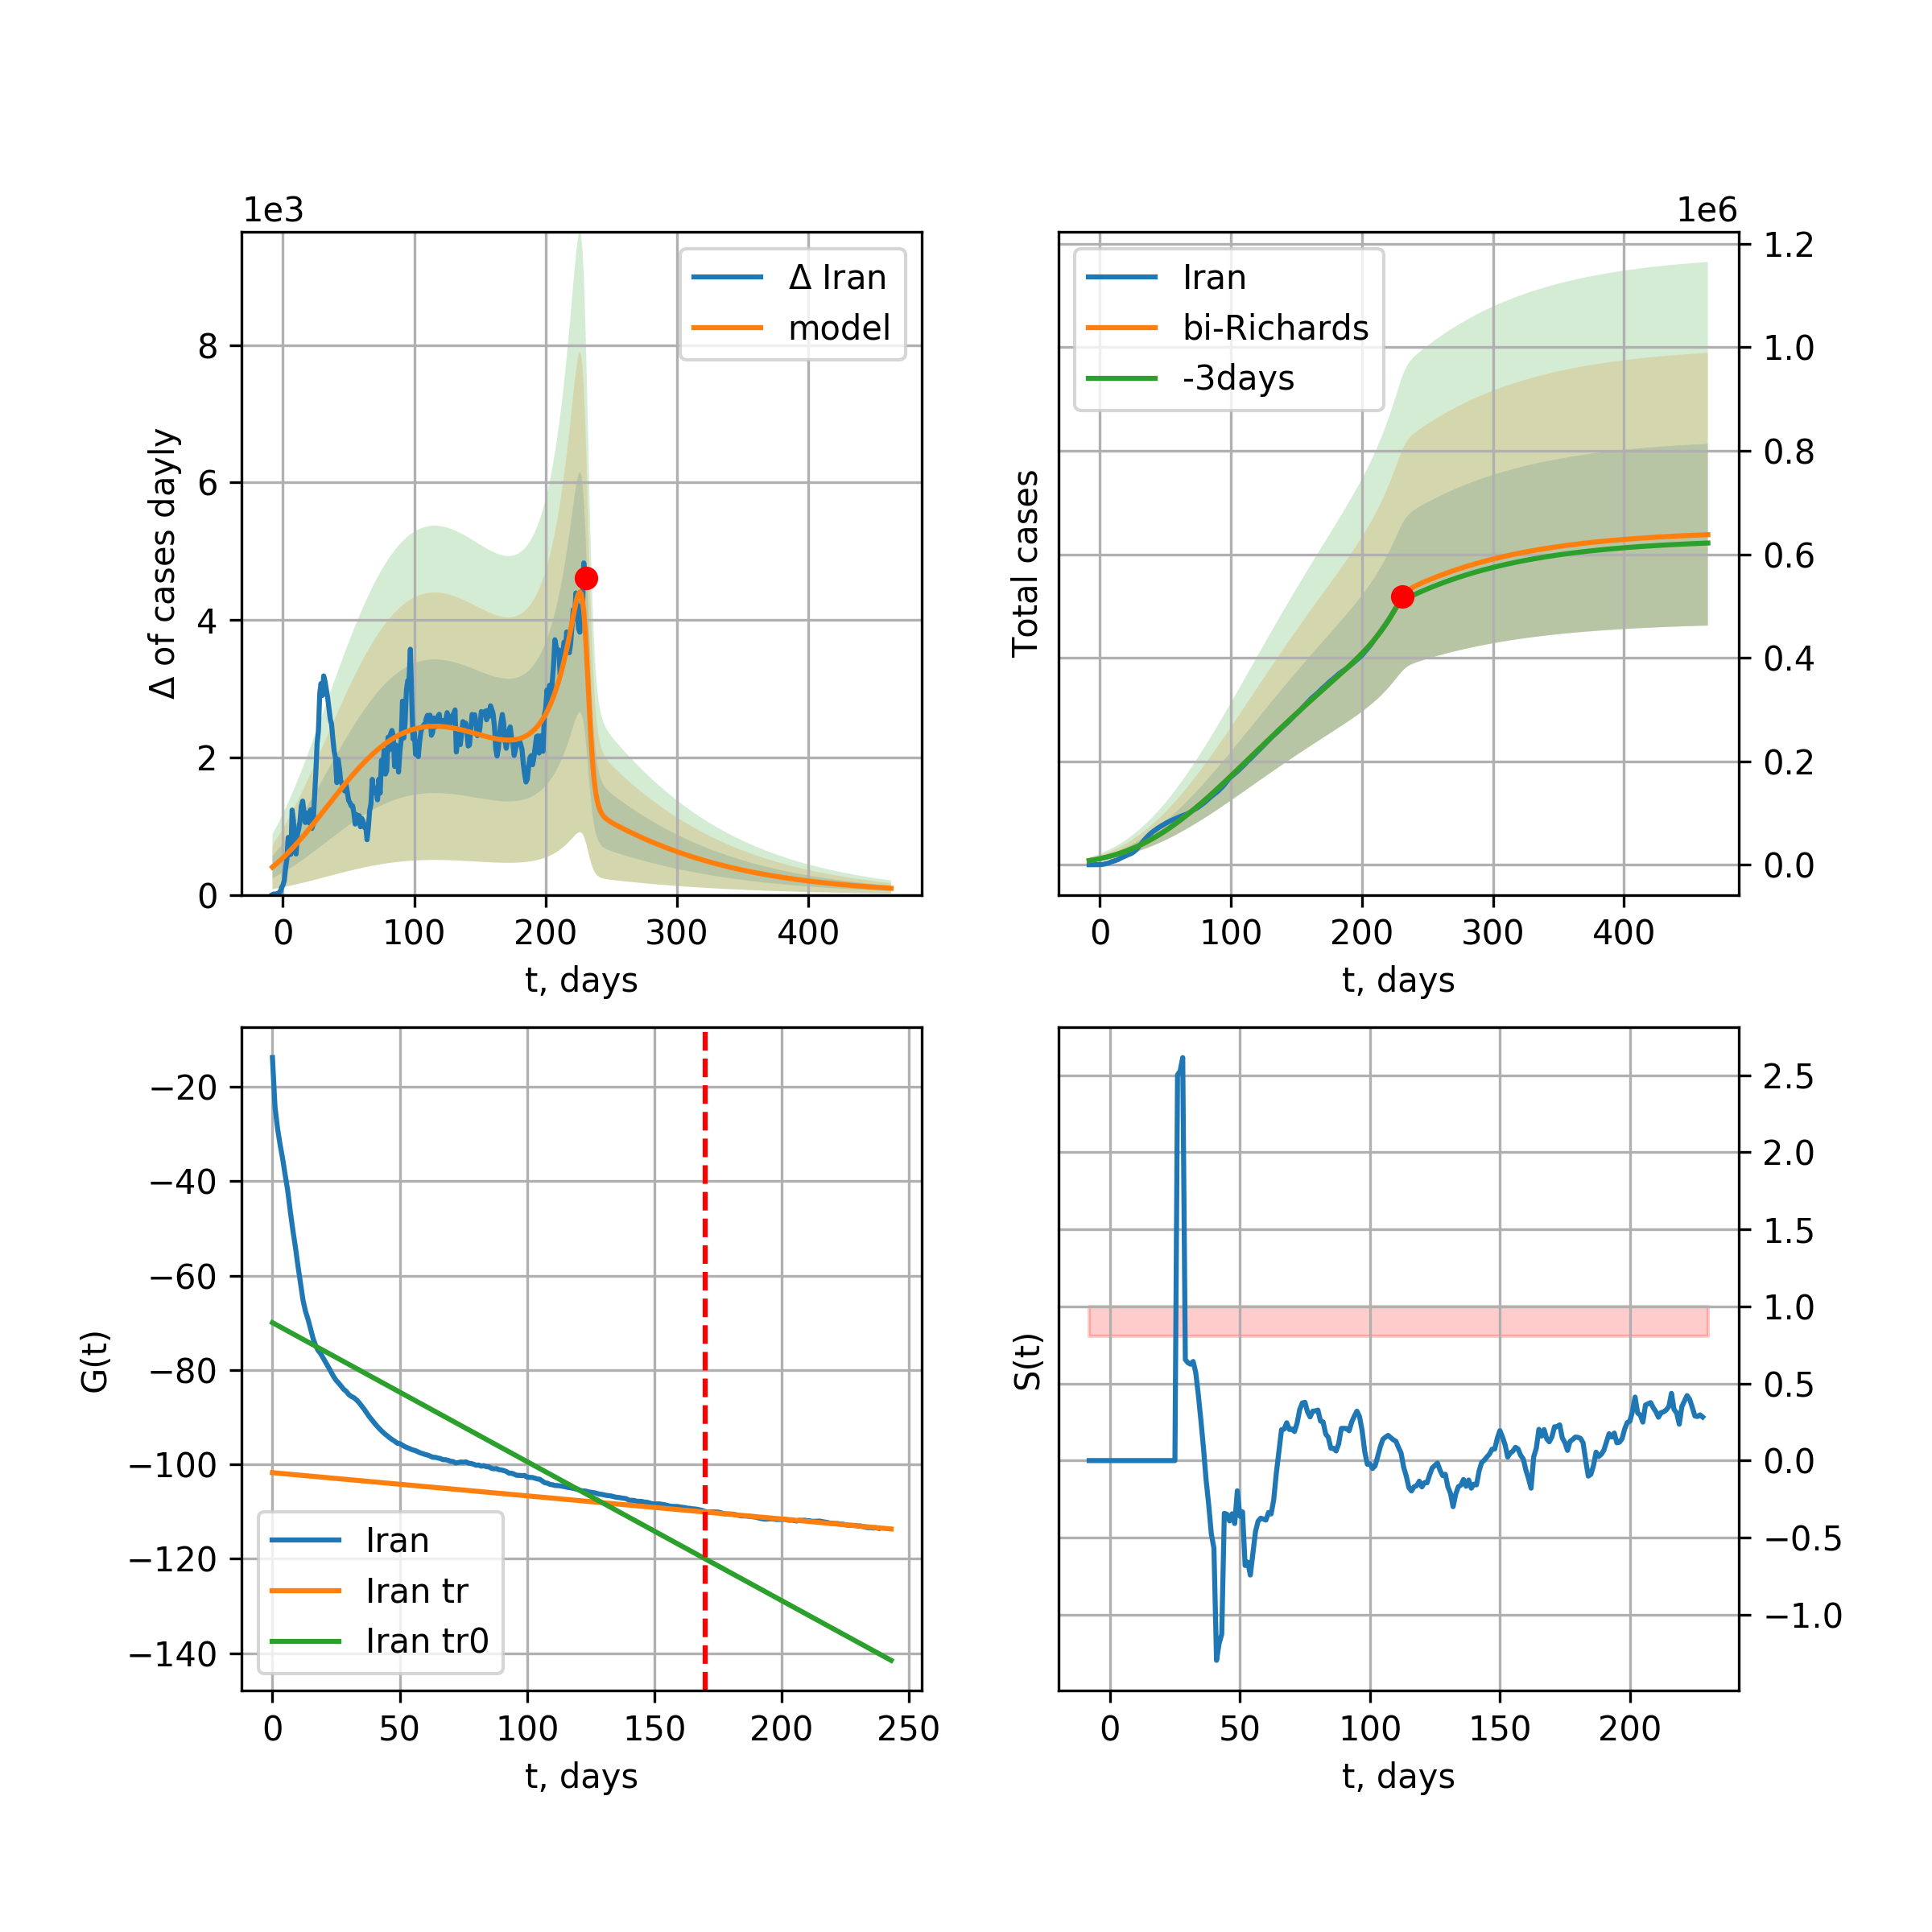 1e3
Δ of cases dayly
8
6
4
2
0
0 100 200 300 400
t, days
Δ Iran
model
1e6
Total cases
1.2
1.0
0.8
0.6
0.4
0.2
0.0
0 100 200 300 400
t, days
Iran
bi-Richards
-3days
G(t)
−20
−40
−60
−80
−100
−120
−140
0 50 100 150 200 250
t, days
Iran
Iran tr
Iran tr0
S(t)
2.5
2.0
1.5
1.0
0.5
0.0
−0.5
−1.0
0 50 100 150 200
t, days